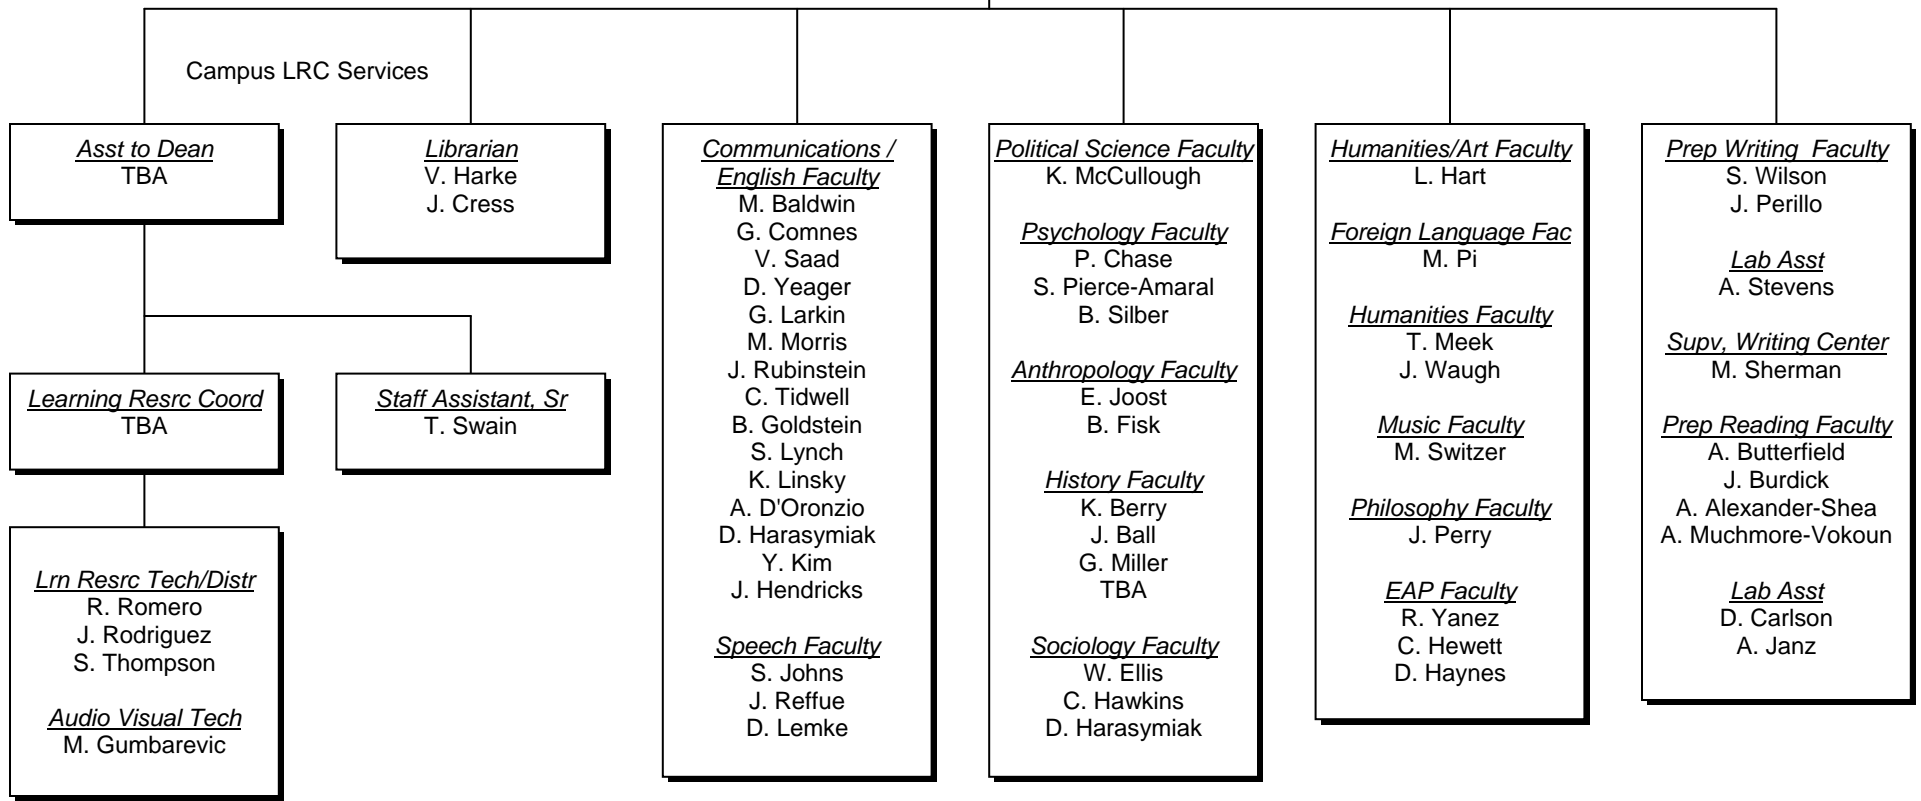 Campus LRC Services
Asst to Dean
TBA
Librarian
V. Harke
J. Cress
Learning Resrc Coord
TBA
Staff Assistant, Sr
T. Swain
Lrn Resrc Tech/Distr
R. Romero
J. Rodriguez
S. Thompson
Audio Visual Tech
M. Gumbarevic
Communications /
English Faculty
M. Baldwin
G. Comnes
V. Saad
D. Yeager
G. Larkin
M. Morris
J. Rubinstein
C. Tidwell
B. Goldstein
S. Lynch
K. Linsky
A. D'Oronzio
D. Harasymiak
Y. Kim
J. Hendricks
Speech Faculty
S. Johns
J. Reffue
D. Lemke
Political Science Faculty
K. McCullough
Psychology Faculty
P. Chase
S. Pierce-Amaral
B. Silber
Anthropology Faculty
E. Joost
B. Fisk
History Faculty
K. Berry
J. Ball
G. Miller
TBA
Sociology Faculty
W. Ellis
C. Hawkins
D. Harasymiak
Humanities/Art Faculty
L. Hart
Foreign Language Fac
M. Pi
Humanities Faculty
T. Meek
J. Waugh
Music Faculty
M. Switzer
Philosophy Faculty
J. Perry
EAP Faculty
R. Yanez
C. Hewett
D. Haynes
Prep Writing  Faculty
S. Wilson
J. Perillo
Lab Asst
A. Stevens
Supv, Writing Center
M. Sherman
Prep Reading Faculty
A. Butterfield
J. Burdick
A. Alexander-Shea
A. Muchmore-Vokoun
Lab Asst
D. Carlson
A. Janz